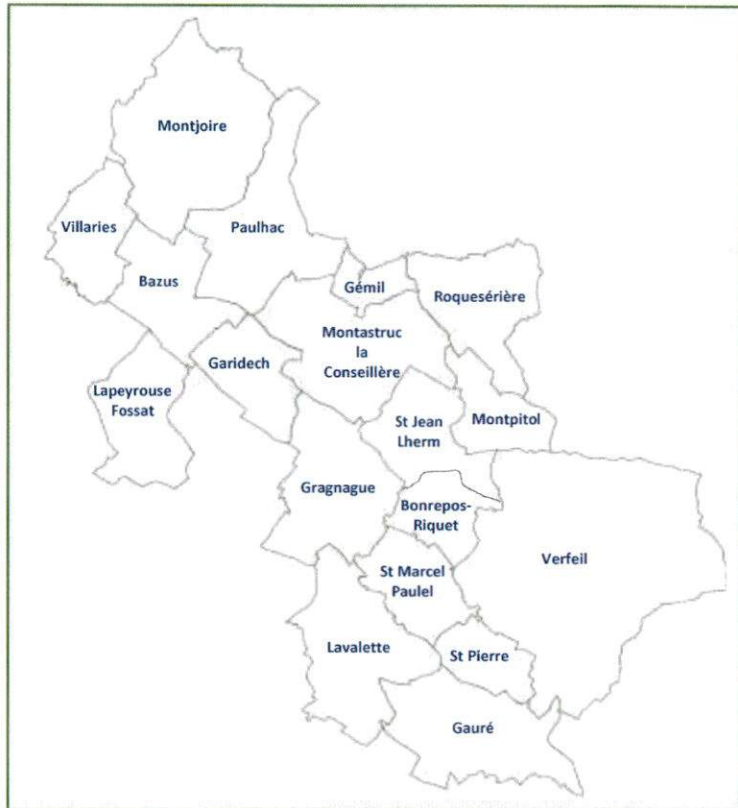 Montjoire
Villaries
Paulhac
Bazus
Gémil
Roquesérière
Montastruc
la
Conseillère
Garidech
Lapeyrouse
Fossat
St Jean
Lherm
Montpitol
Gragnague
Bonrepos-
Riquet
Verfeil
St Marcel
Paulel
Lavalette
St Pierre
Gauré